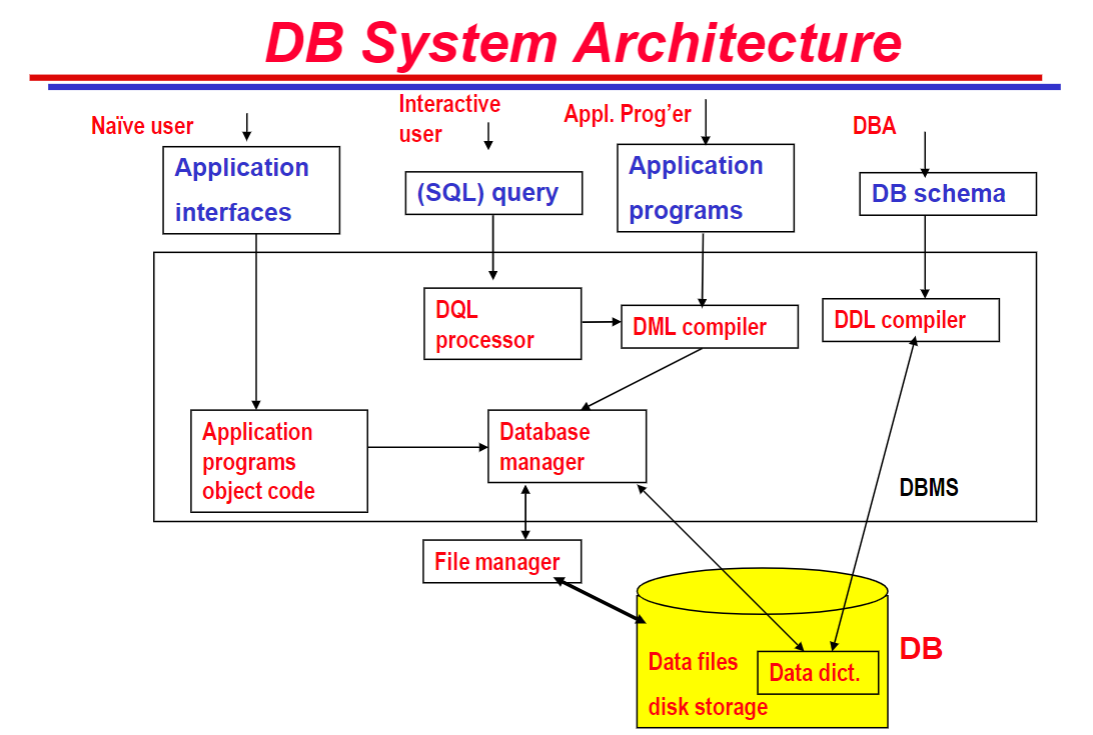 DB System Architecture
Naïve user
Interactive
user
Appl. Prog’er
DBA
Application
interfaces
(SQL) query
Application
programs
DB schema
DQL
processor
DML compiler
DDL compiler
Application
programs
object code
Database
manager
DBMS
File manager
DB
Data files
disk storage
Data dict.